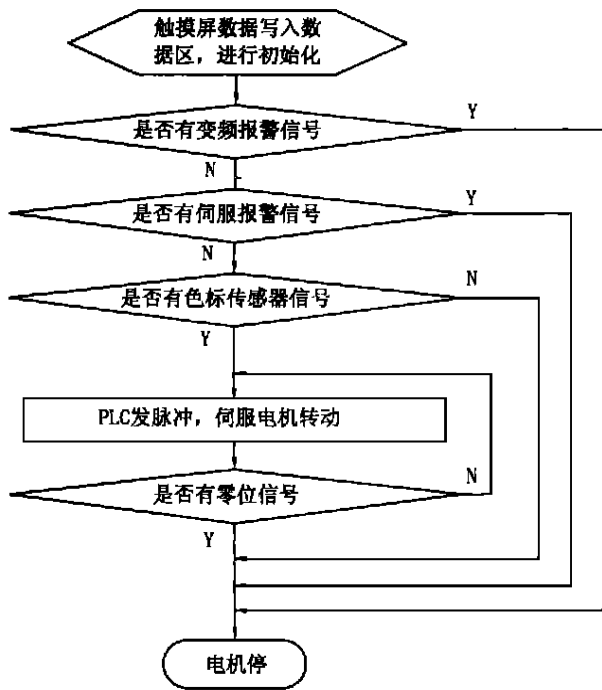 触摸屏数据写入数
据区，进行初始化
是否有变频报警信号
Y
N
是否有伺服报警信号
Y
N
是否有色标传感器信号
N
Y
PLC发脉冲，伺服电机转动
是否有零位信号
N
Y
电机停